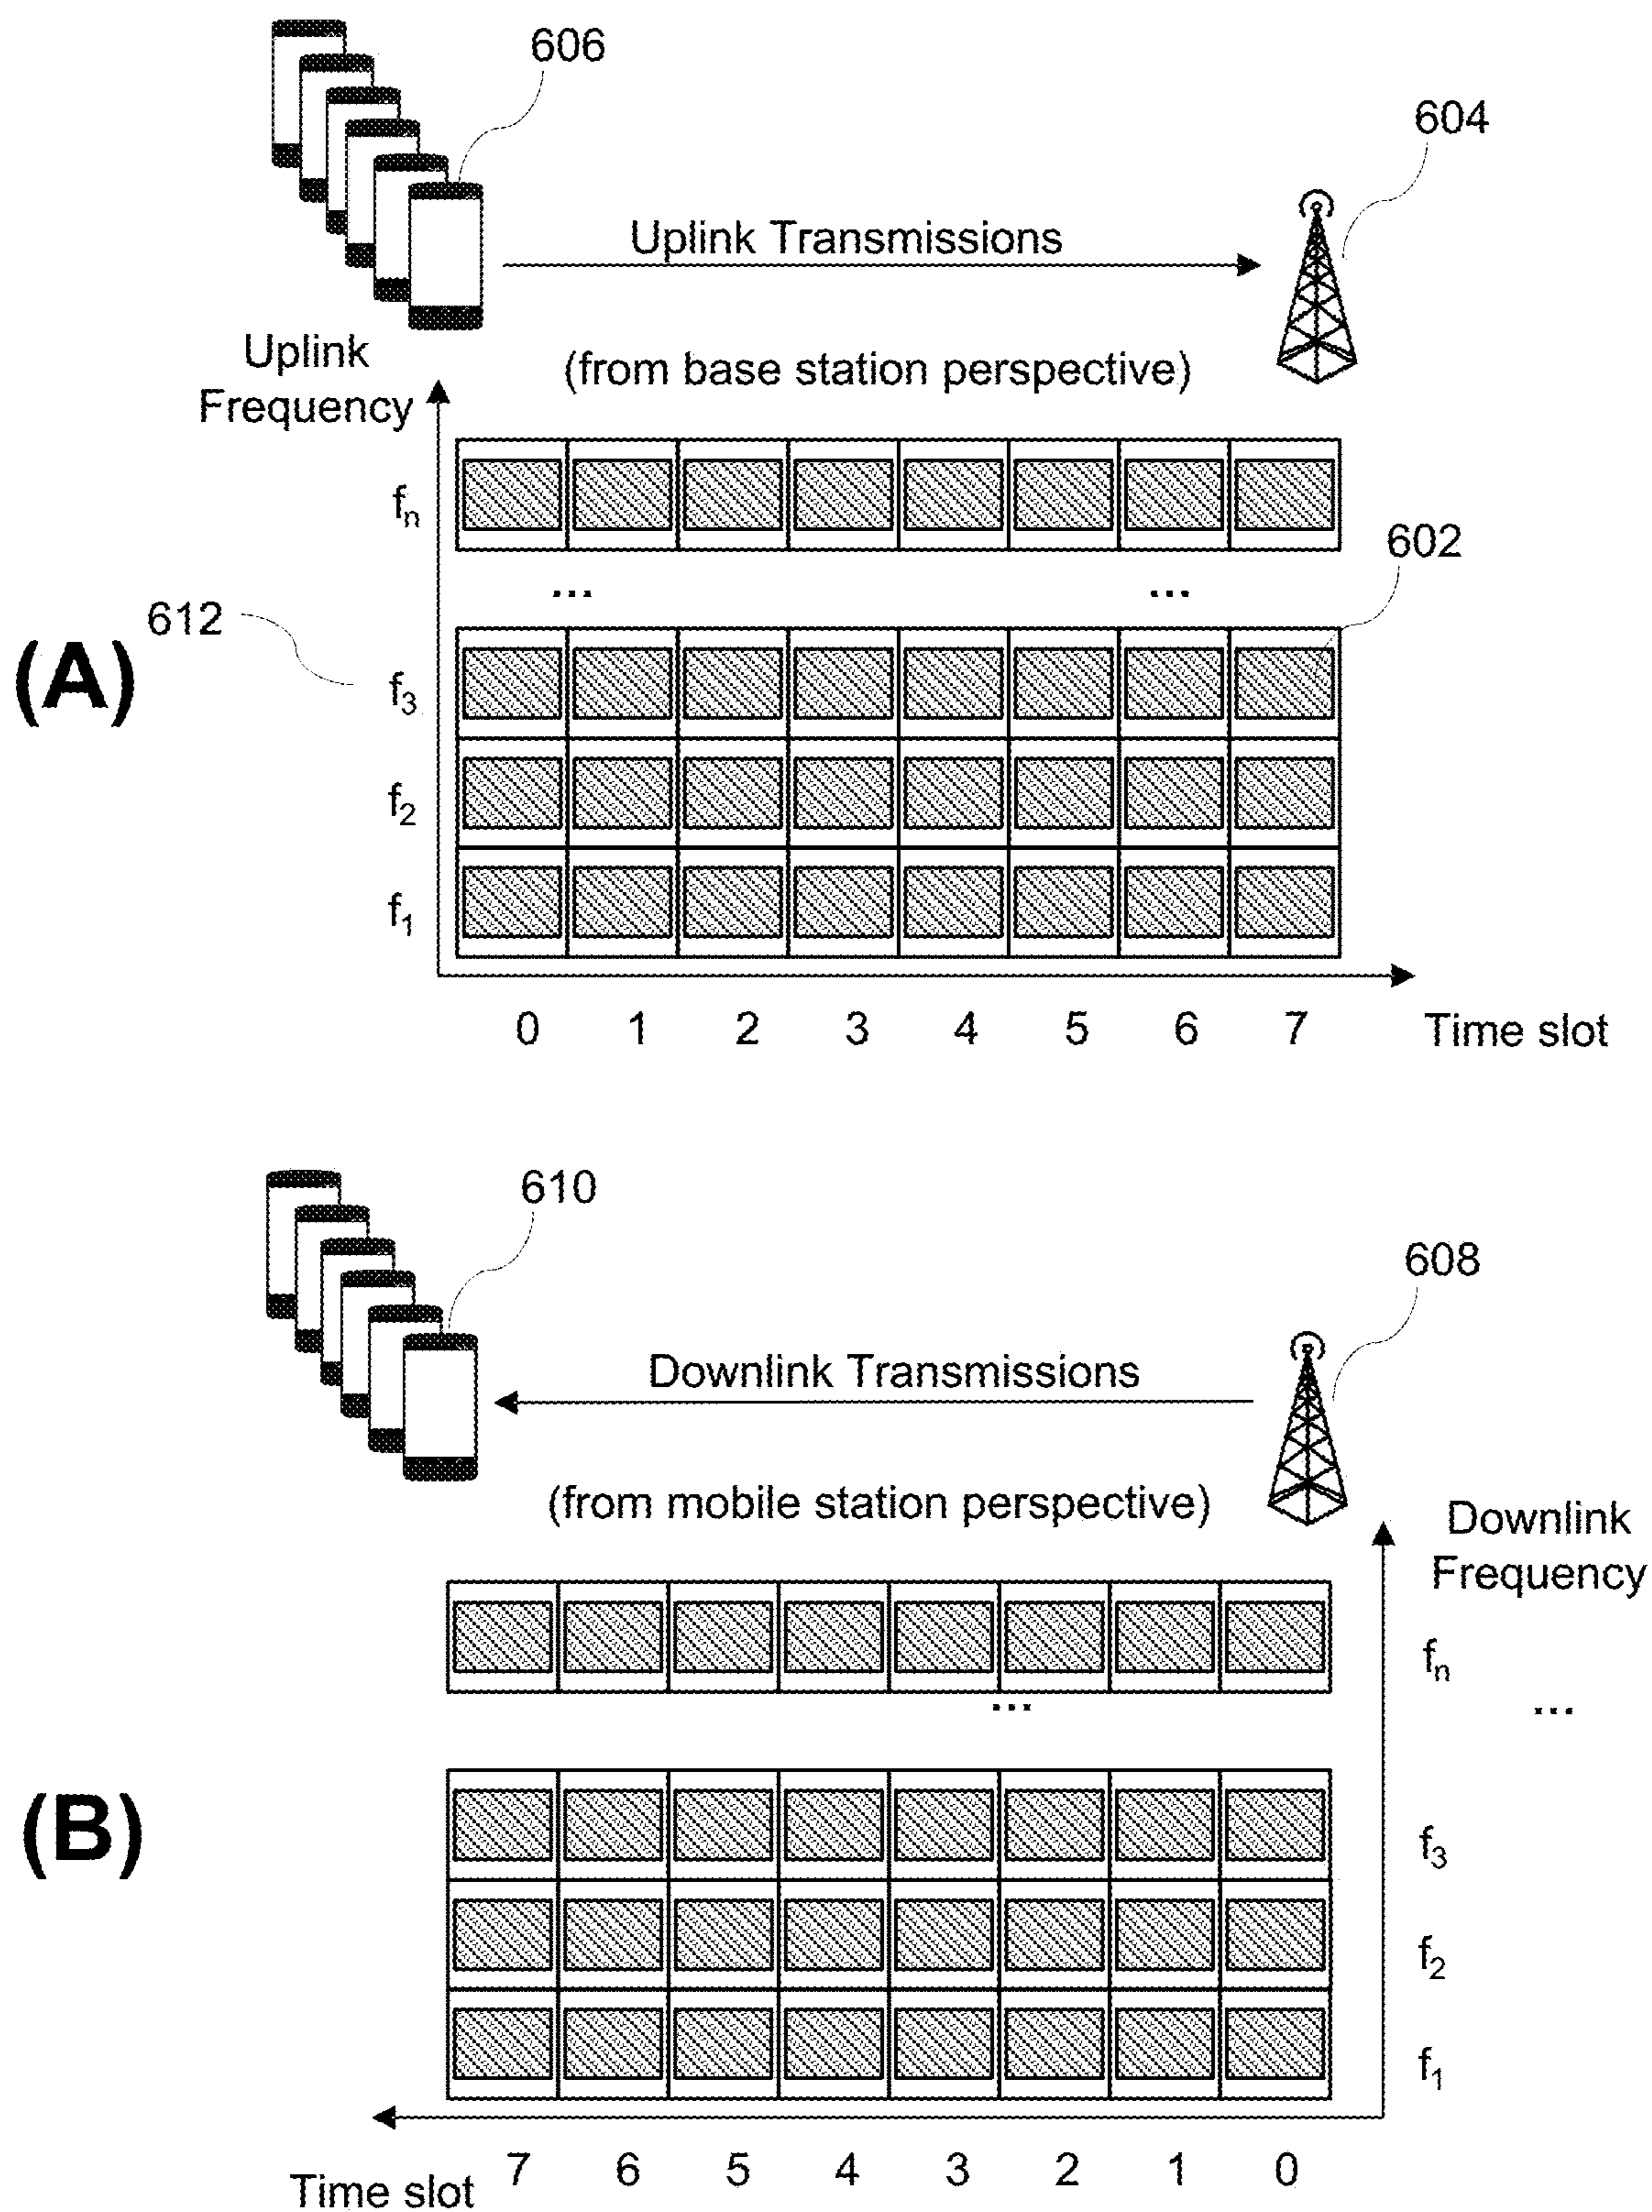 606
604
Uplink Transmissions
Uplink
Frequency
(from base station perspective)
fn
602
... ...
612
(A)
f3
f2
f1
0 1 2 3 4 5 6 7 Time slot
610
608
Downlink Transmissions
(from mobile station perspective)
Downlink
Frequency
fn
... ...
(B)
f3
f2
f1
Time slot 7 6 5 4 3 2 1 0